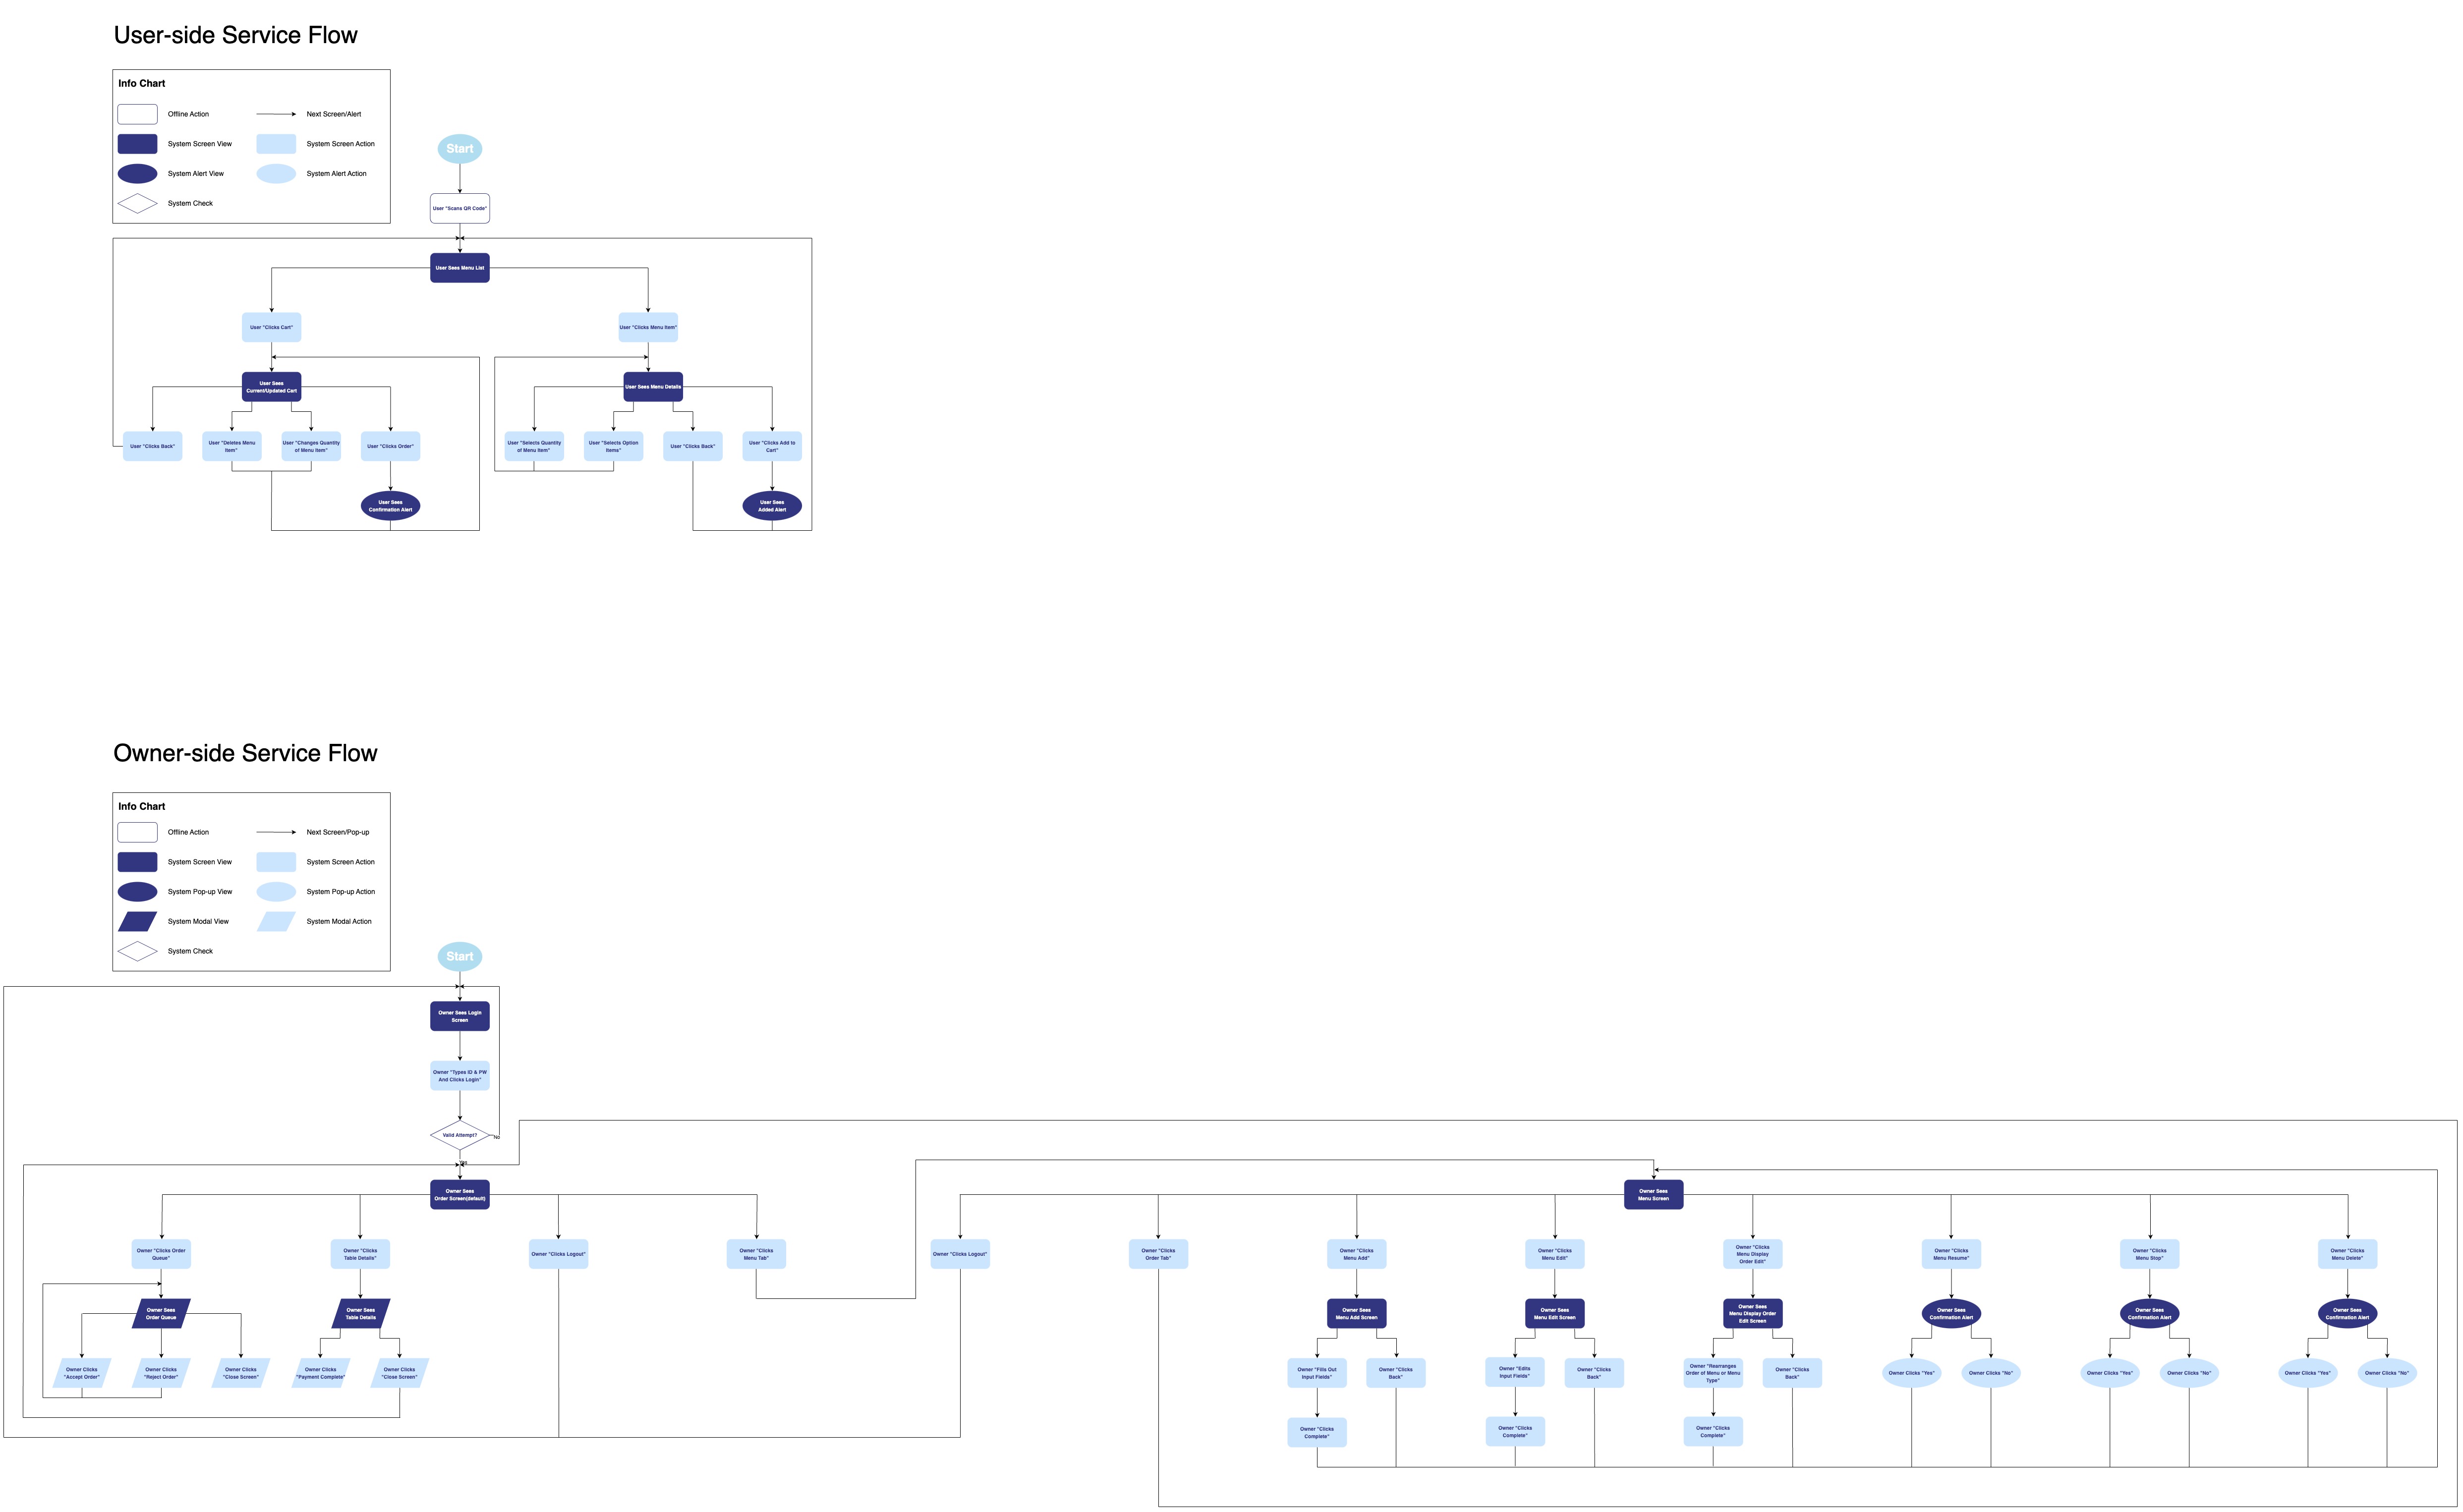 User-side Service Flow
Info Chart
Offline Action
Next Screen/Alert
System Screen View
System Screen Action
System Alert View
System Alert Action
System Check
Start
User "Scans QR Code"
User Sees Menu List
User "Clicks Cart"
User "Clicks Menu Item"
User Sees
Current/Updated Cart
User Sees Menu Details
User "Clicks Back"
User "Deletes Menu
Item"
User "Changes Quantity
of Menu Item"
User "Clicks Order"
User "Selects Quantity
of Menu Item"
User "Selects Option
Items"
User "Clicks Back"
User "Clicks Add to
Cart"
User Sees
Confirmation Alert
User Sees
Added Alert
Owner-side Service Flow
Info Chart
Offline Action
Next Screen/Pop-up
System Screen View
System Screen Action
System Pop-up View
System Pop-up Action
System Modal View
System Modal Action
System Check
Start
Owner Sees Login
Screen
Owner "Types ID & PW
And Clicks Login"
Valid Attempt?
No
Yes
Owner Sees
Order Screen(default)
Owner Sees
Menu Screen
Owner "Clicks Order
Queue"
Owner "Clicks
Table Details"
Owner "Clicks Logout"
Owner "Clicks
Menu Tab"
Owner "Clicks Logout"
Owner "Clicks
Order Tab"
Owner "Clicks
Menu Add"
Owner "Clicks
Menu Edit"
Owner "Clicks
Menu Display
Order Edit"
Owner "Clicks
Menu Resume"
Owner "Clicks
Menu Stop"
Owner "Clicks
Menu Delete"
Owner Sees
Order Queue
Owner Sees
Table Details
Owner Sees
Menu Add Screen
Owner Sees
Menu Edit Screen
Owner Sees
Menu Display Order
Edit Screen
Owner Sees
Confirmation Alert
Owner Sees
Confirmation Alert
Owner Sees
Confirmation Alert
Owner Clicks
"Accept Order"
Owner Clicks
"Reject Order"
Owner Clicks
"Close Screen"
Owner Clicks
"Payment Complete"
Owner Clicks
"Close Screen"
Owner "Fills Out
Input Fields"
Owner "Clicks
Back"
Owner "Edits
Input Fields"
Owner "Clicks
Back"
Owner "Rearranges
Order of Menu or Menu
Type"
Owner "Clicks
Back"
Owner Clicks "Yes"
Owner Clicks "No"
Owner Clicks "Yes"
Owner Clicks "No"
Owner Clicks "Yes"
Owner Clicks "No"
Owner "Clicks
Complete"
Owner "Clicks
Complete"
Owner "Clicks
Complete"